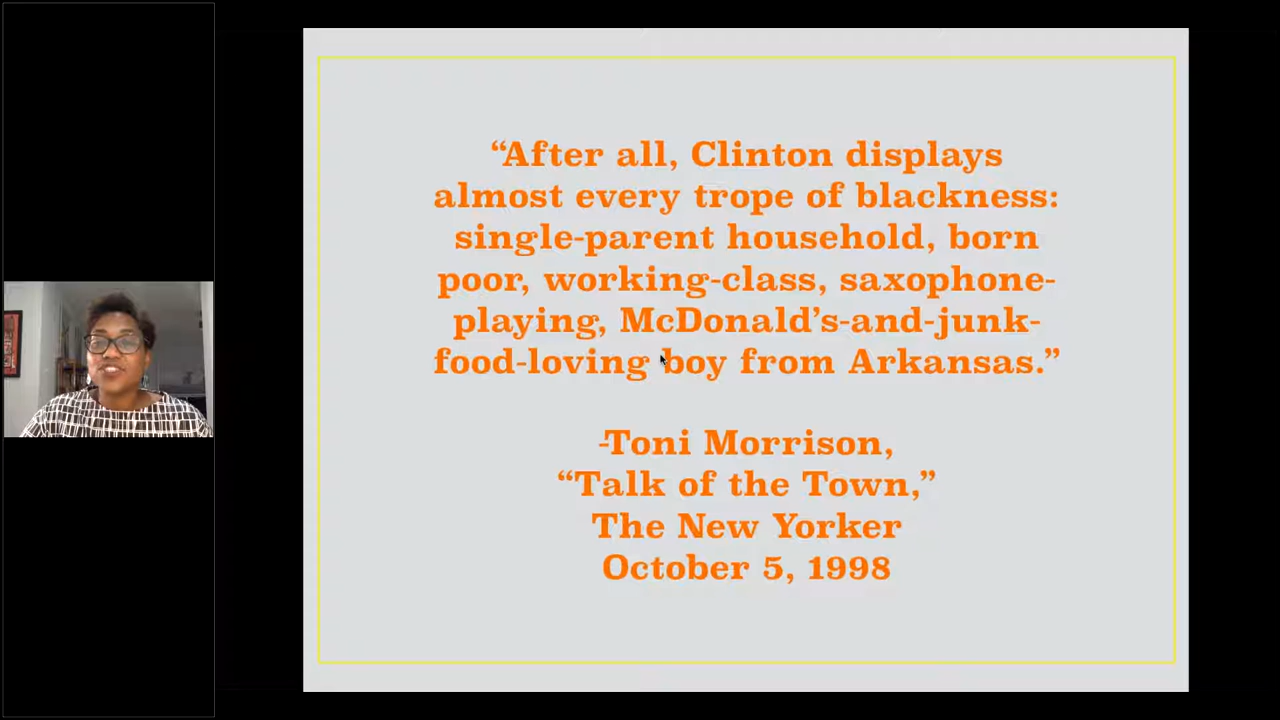 “After all, Clinton displays
almost every trope of blackness:
single-parent household, born
poor, working-class, saxophone-
playing, McDonald’s-and-junk-
food-loving boy from Arkansas.”
-Toni Morrison,
“Talk of the Town,”
The New Yorker
October 5, 1998